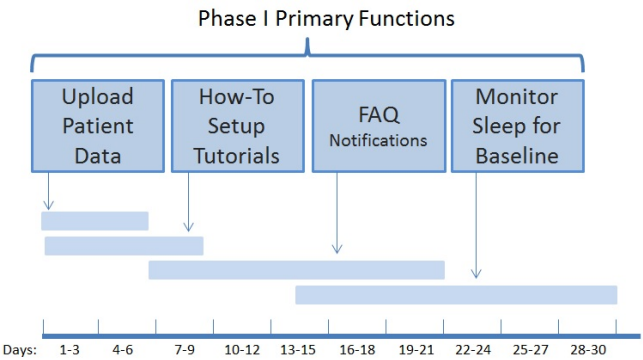 Phase I Primary Functions
Upload
Patient
Data
How-To
Setup
Tutorials
FAQ
Notifications
Monitor
Sleep for
Baseline
Days: 1-3 4-6 7-9 10-12 13-15 16-18 19-21 22-24 25-27 28-30